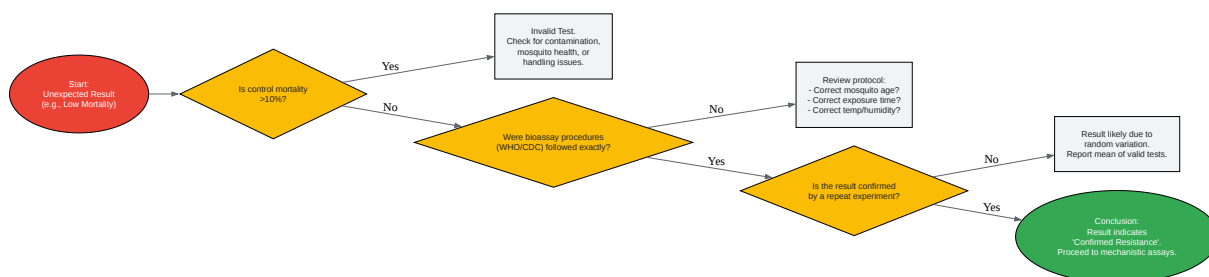 Start:
Unexpected Result
(e.g., Low Mortality)
Is control mortality
>10%?
Yes
Invalid Test.
Check for contamination,
mosquito health, or
handling issues.
No
Were bioassay procedures
(WHO/CDC) followed exactly?
No
Review protocol:
- Correct mosquito age?
- Correct exposure time?
- Correct temp/humidity?
Yes
Is the result confirmed
by a repeat experiment?
No
Result likely due to
random variation.
Report mean of valid tests.
Yes
Conclusion:
Result indicates
'Confirmed Resistance'.
Proceed to mechanistic assays.